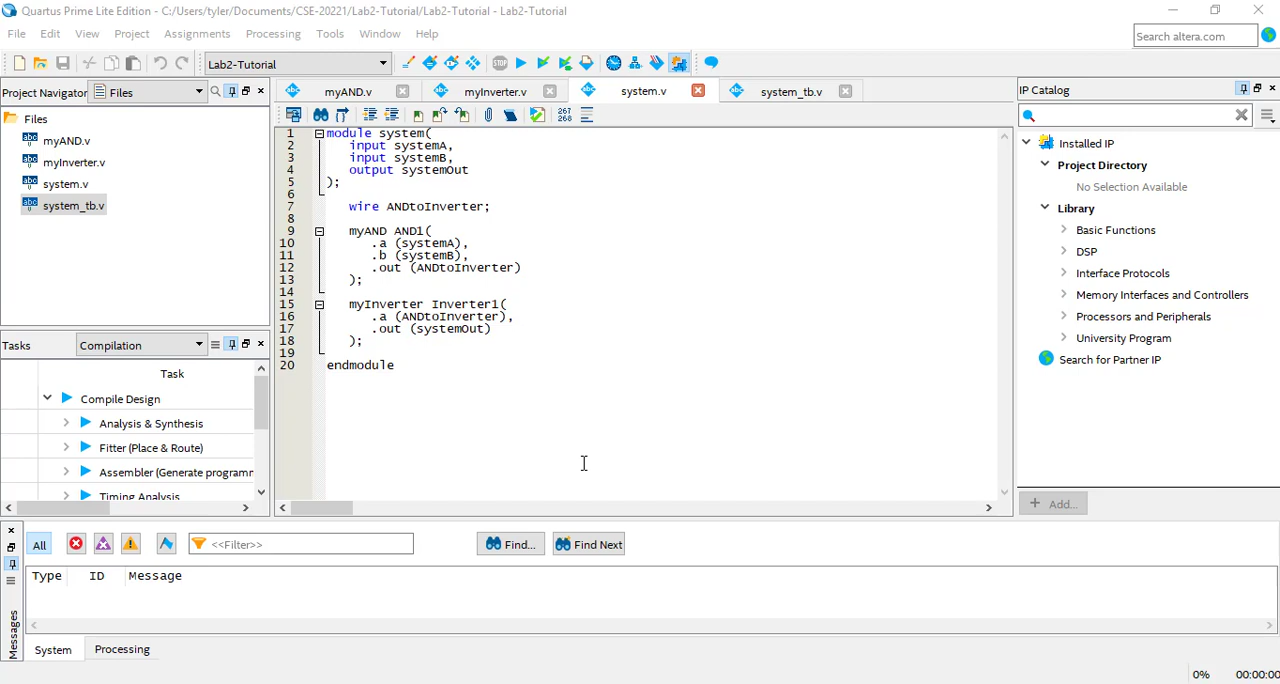 Quartus Prime Lite Edition - C:/Users/tyler/Documents/CSE-20221/Lab2-Tutorial/Lab2-Tutorial - Lab2-Tutorial
File Edit View Project Assignments Processing Tools Window Help
Search altera.com
Lab2-Tutorial
Project Navigator Files
myAND.v myInverter.v system.v system_tb.v
IP Catalog
Files
myAND.v
myInverter.v
system.v
system_tb.v
267
268
1 module system(
2 input systemA,
3 input systemB,
4 output systemOut
5 );
6
7 wire ANDtoInverter;
8
9 myAND AND1(
10 .a (systemA),
11 .b (systemB),
12 .out (ANDtoInverter)
13 );
14
15 myInverter Inverter1(
16 .a (ANDtoInverter),
17 .out (systemOut)
18 );
19
20 endmodule
Installed IP
Project Directory
No Selection Available
Library
Basic Functions
DSP
Interface Protocols
Memory Interfaces and Controllers
Processors and Peripherals
University Program
Search for Partner IP
+ Add...
Tasks Compilation
Task
Compile Design
Analysis & Synthesis
Fitter (Place & Route)
Assembler (Generate programm
Timing Analysis
All <<Filter>> Find... Find Next
Type ID Message
Messages
System Processing
0% 00:00:00